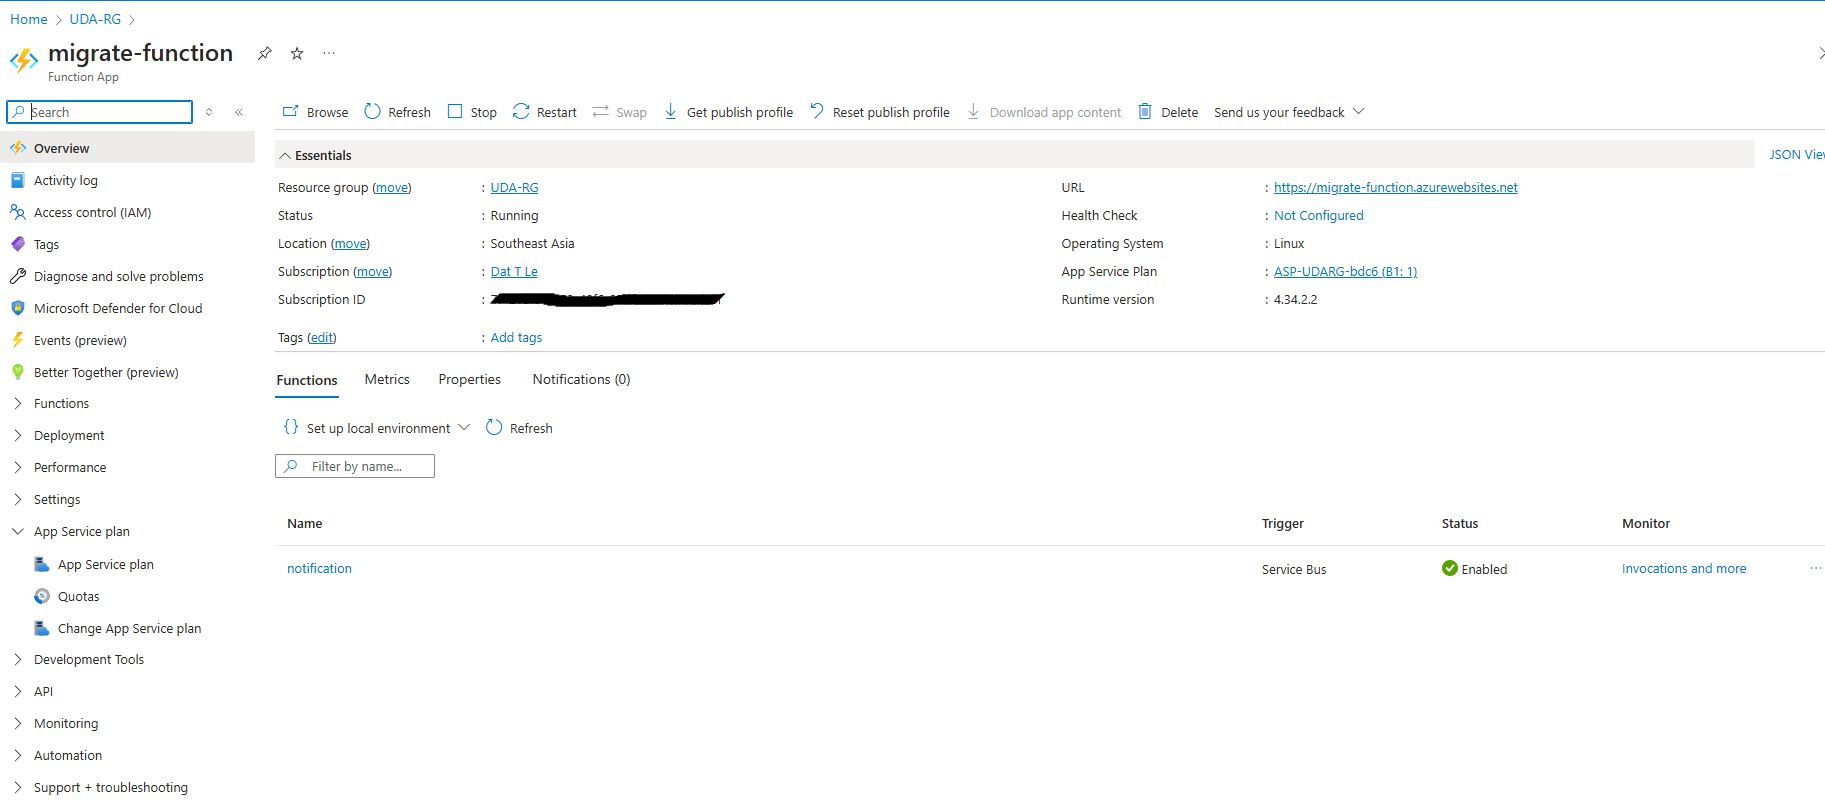 Home > UDA-RG >
migrate-function
Function App
Search
Browse Refresh Stop Restart Swap Get publish profile Reset publish profile Download app content Delete Send us your feedback
Overview
Activity log
Access control (IAM)
Tags
Diagnose and solve problems
Microsoft Defender for Cloud
Events (preview)
Better Together (preview)
Functions
Deployment
Performance
Settings
App Service plan
App Service plan
Quotas
Change App Service plan
Development Tools
API
Monitoring
Automation
Support + troubleshooting
Essentials
JSON Vie
Resource group (move) : UDA-RG
Status : Running
Location (move) : Southeast Asia
Subscription (move) : Dat T Le
Subscription ID :
Tags (edit) : Add tags
URL : https://migrate-function.azurewebsites.net
Health Check : Not Configured
Operating System : Linux
App Service Plan : ASP-UDARG-bdc6 (B1: 1)
Runtime version : 4.34.2.2
Functions Metrics Properties Notifications (0)
{} Set up local environment Refresh
Filter by name...
Name Trigger Status Monitor
notification Service Bus Enabled Invocations and more ...